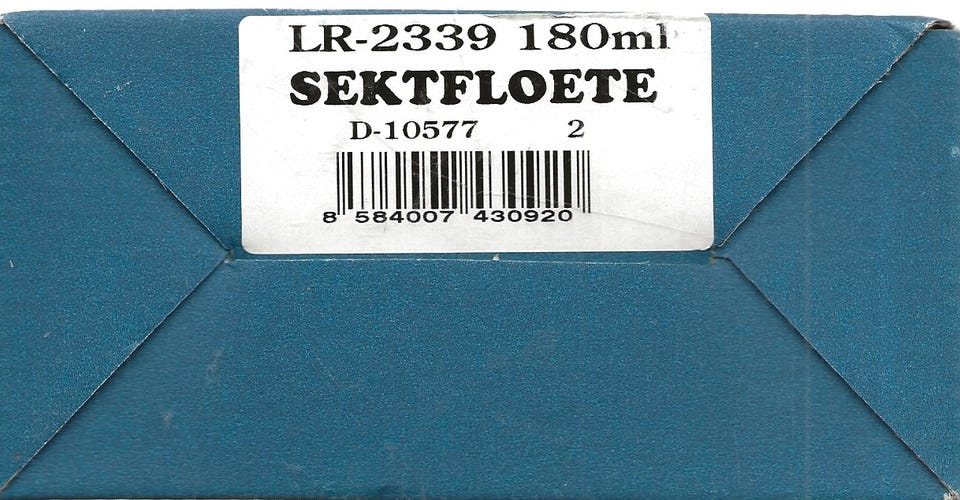 LR-2339 180ml
SEKTFLOETE
D-10577 2
8 584007 430920